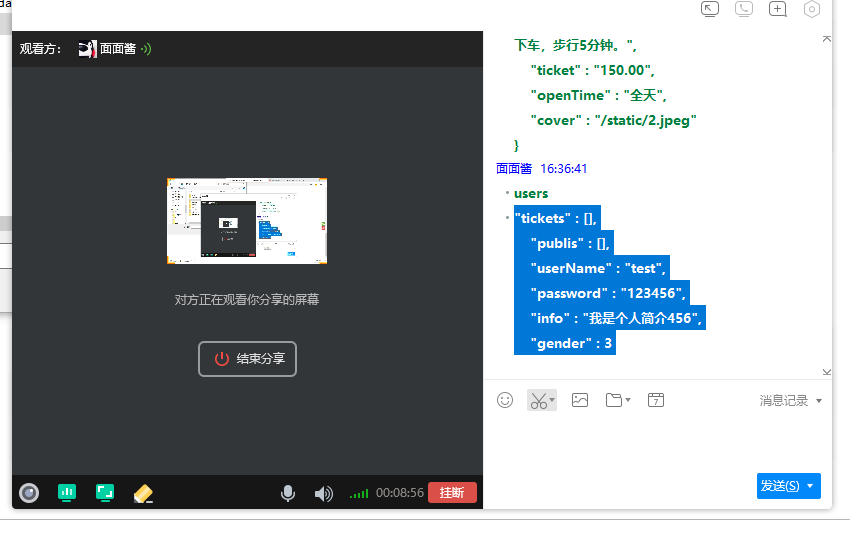 da
观看方： 面面酱
对方正在观看你分享的屏幕
结束分享
00:08:56 挂断
下车，步行5分钟。",
"ticket" : "150.00",
"openTime" : "全天",
"cover" : "/static/2.jpeg"
}
面面酱 16:36:41
users
"tickets" : [],
"publis" : [],
"userName" : "test",
"password" : "123456",
"info" : "我是个人简介456",
"gender" : 3
7
消息记录
发送(S)